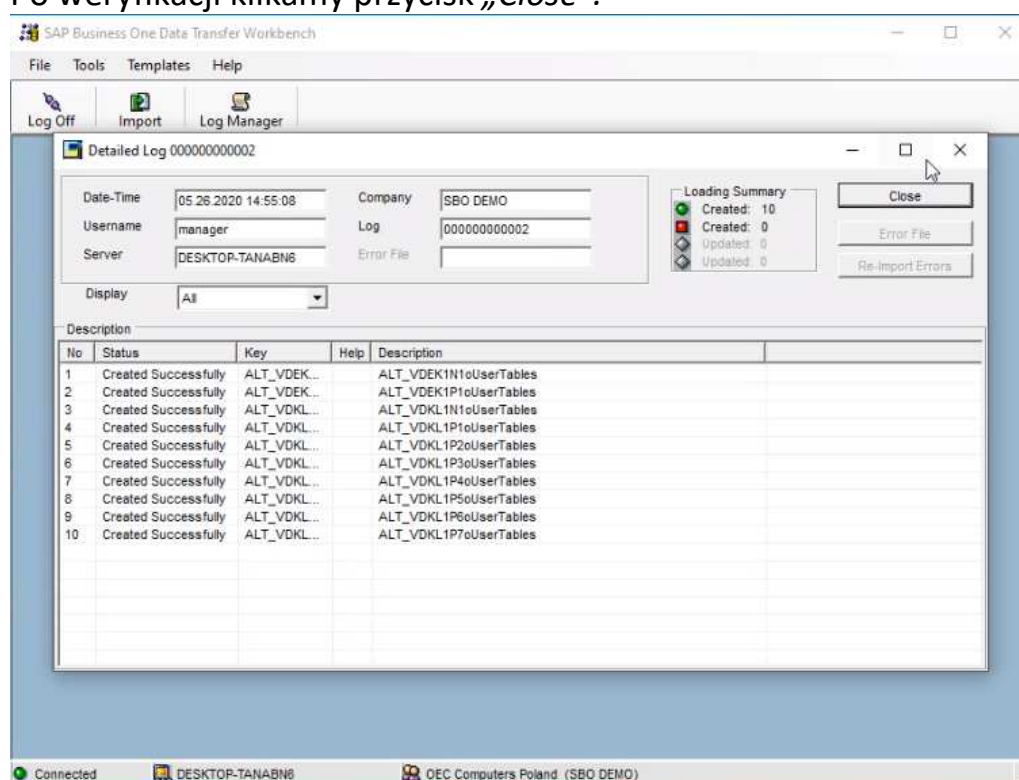 Po weryfikacji klikamy przycisk „Close”.
SAP Business One Data Transfer Workbench
File Tools Templates Help
Log Off Import Log Manager
Detailed Log 000000000002
Date-Time 05.26.2020 14:55:08 Company SBO DEMO Loading Summary Close
Created: 10
Username manager Log 000000000002 Created: 0 Error File
Updated: 0
Server DESKTOP-TANABN6 Error File Updated: 0 Re-Import Errors
Display All
Description
No Status Key Help Description
1 Created Successfully ALT_VDEK... ALT_VDEK1N1oUserTables
2 Created Successfully ALT_VDEK... ALT_VDEK1P1oUserTables
3 Created Successfully ALT_VDKL... ALT_VDKL1N1oUserTables
4 Created Successfully ALT_VDKL... ALT_VDKL1P1oUserTables
5 Created Successfully ALT_VDKL... ALT_VDKL1P2oUserTables
6 Created Successfully ALT_VDKL... ALT_VDKL1P3oUserTables
7 Created Successfully ALT_VDKL... ALT_VDKL1P4oUserTables
8 Created Successfully ALT_VDKL... ALT_VDKL1P5oUserTables
9 Created Successfully ALT_VDKL... ALT_VDKL1P6oUserTables
10 Created Successfully ALT_VDKL... ALT_VDKL1P7oUserTables
Connected DESKTOP-TANABN6 OEC Computers Poland (SBO DEMO)